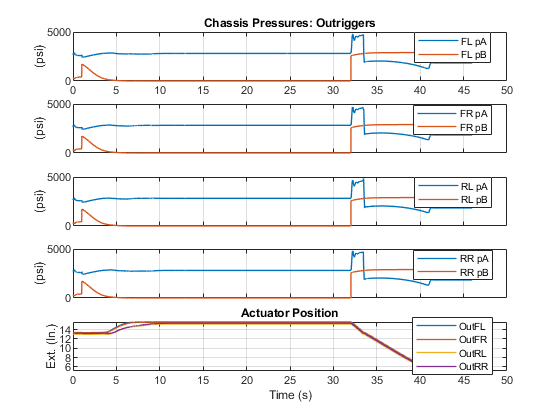 Chassis Pressures: Outriggers
5000
(psi)
0
0 5 10 15 20 25 30 35 40 45 50
FL pA
FL pB
5000
(psi)
0
0 5 10 15 20 25 30 35 40 45 50
FR pA
FR pB
5000
(psi)
0
0 5 10 15 20 25 30 35 40 45 50
RL pA
RL pB
5000
(psi)
0
0 5 10 15 20 25 30 35 40 45 50
RR pA
RR pB
Actuator Position
Ext. (In.)
14
12
10
8
6
0 5 10 15 20 25 30 35 40 45 50
OutFL
OutFR
OutRL
OutRR
Time (s)